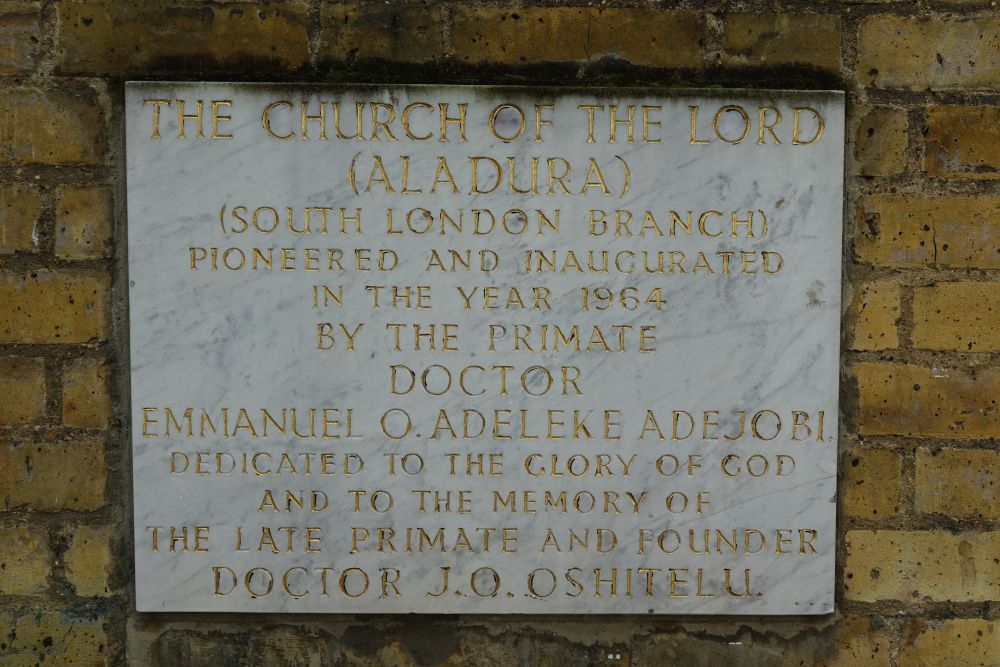 THE CHURCH OF THE LORD
(ALADURA)
(SOUTH LONDON BRANCH)
PIONEERED AND INAUGURATED
IN THE YEAR 1964
BY THE PRIMATE
DOCTOR
EMMANUEL O. ADELEKE ADEJOBI.
DEDICATED TO THE GLORY OF GOD
AND TO THE MEMORY OF
THE LATE PRIMATE AND FOUNDER
DOCTOR J.O. OSHITELU.